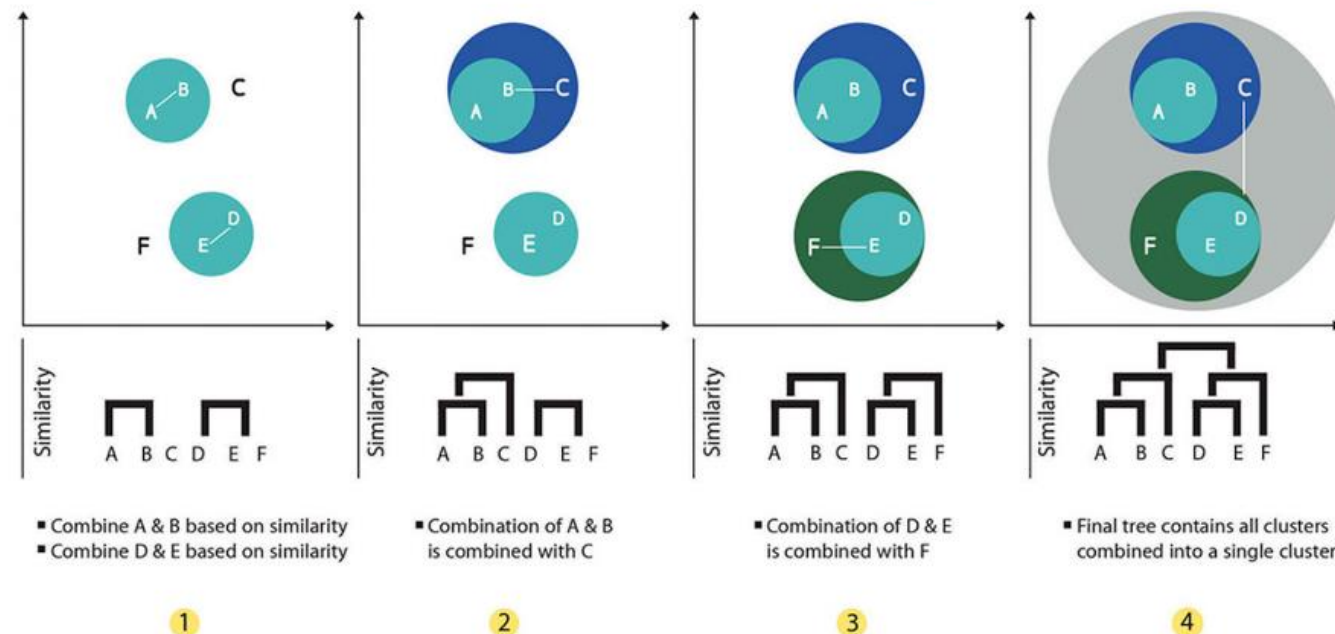 B
A
C
D
E
F
B
C
A
D
F
E
B
C
A
D
F
E
C
B
A
D
F
E
Similarity
A B C D E F
Similarity
A B C D E F
Similarity
A B C D E F
Similarity
A B C D E F
▪ Combine A & B based on similarity
▪ Combine D & E based on similarity
▪ Combination of A & B
is combined with C
▪ Combination of D & E
is combined with F
▪ Final tree contains all clusters
combined into a single cluster
1
2
3
4